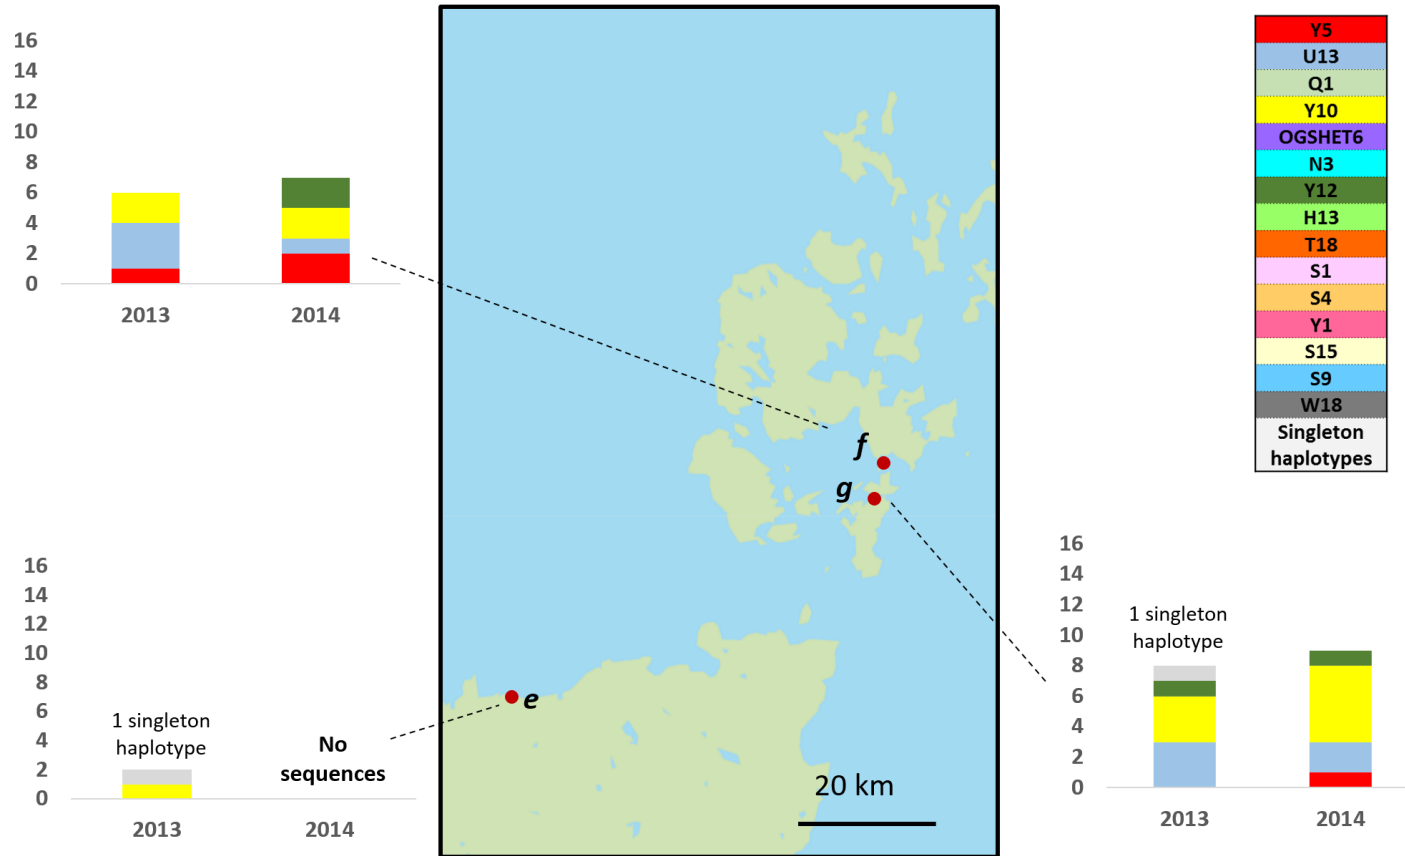 16
14
12
10
8
6
4
2
0
2013
2014
Y5
U13
Q1
Y10
OGSHET6
N3
Y12
H13
T18
S1
S4
Y1
S15
S9
W18
Singleton
haplotypes
f
g
e
20 km
16
14
12
10
8
6
4
2
0
1 singleton
haplotype
No
sequences
2013
2014
16
14
12
10
8
6
4
2
0
1 singleton
haplotype
2013
2014